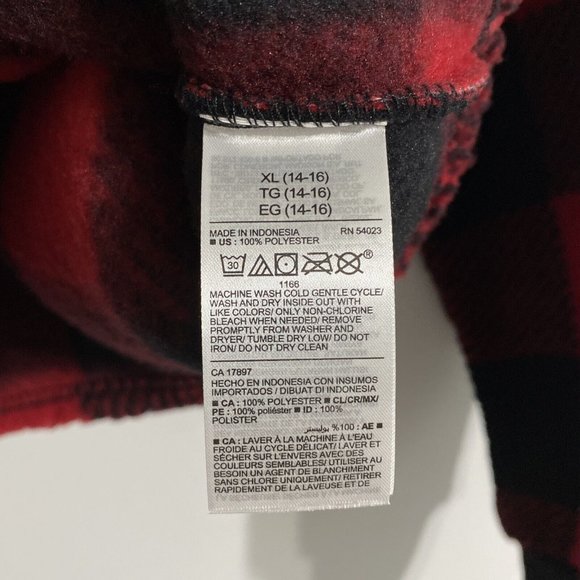 XL (14-16)
TG (14-16)
EG (14-16)
MADE IN INDONESIA RN 54023
■ US : 100% POLYESTER
30 ®
1166
MACHINE WASH COLD GENTLE CYCLE/
WASH AND DRY INSIDE OUT WITH
LIKE COLORS/ ONLY NON-CHLORINE
BLEACH WHEN NEEDED/ REMOVE
PROMPTLY FROM WASHER AND
DRYER/ TUMBLE DRY LOW DO NOT
IRON/ DO NOT DRY CLEAN
CA 17897
HECHO EN INDONESIA CON INSUMOS
IMPORTADOS / DIBUAT DI INDONESIA
■ CA : 100% POLYESTER ■ CL/CR/MX/
PE : 100% poliéster ■ ID : 100%
POLISTER
■ AE : 100% بوليستر
■ CA : LAVER À LA MACHINE À L'EAU
FROIDE AU CYCLE DÉLICAT/ LAVER ET
SÉCHER SUR L'ENVERS AVEC DES
COULEURS SEMBLABLES/ UTILISER AU
BESOIN UN AGENT DE BLANCHIMENT
SANS CHLORE UNIQUEMENT/ RETIRER
RAPIDEMENT DE LA LAVEUSE ET DE